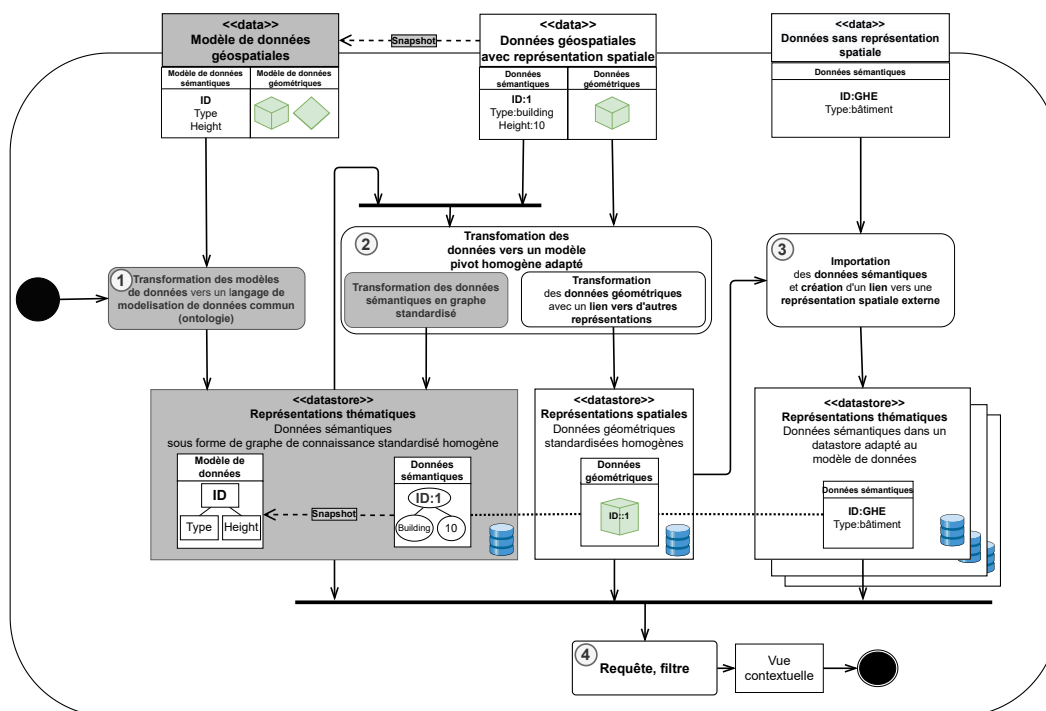 <<data>>
Modèle de données
géospatiales
Modèle de données
sémantiques
Modèle de données
géométriques
ID
Type
Height
Snapshot
<<data>>
Données géospatiales
avec représentation spatiale
Données
sémantiques
Données
géométriques
ID:1
Type:building
Height:10
<<data>>
Données sans représentation
spatiale
Données sémantiques
ID:GHE
Type:bâtiment
1
Transformation des modèles
de données vers un langage de
modelisation de données commun
(ontologie)
2
Transfomation des
données vers un modèle
pivot homogène adapté
Transformation des données
sémantiques en graphe
standardisé
Transformation
des données géométriques
avec un lien vers d'autres
représentations
3
Importation
des données sémantiques
et création d'un lien vers une
représentation spatiale externe
<<datastore>>
Représentations thématiques
Données sémantiques
sous forme de graphe de connaissance standardisé homogène
Modèle de
données
ID
Type
Height
Snapshot
Données
sémantiques
ID:1
Building
10
<<datastore>>
Représentations spatiales
Données géométriques
standardisées homogènes
Données
géométriques
ID::1
<<datastore>>
Représentations thématiques
Données sémantiques dans un
datastore adapté au
modèle de données
Données sémantiques
ID:GHE
Type:bâtiment
4
Requête, filtre
Vue
contextuelle